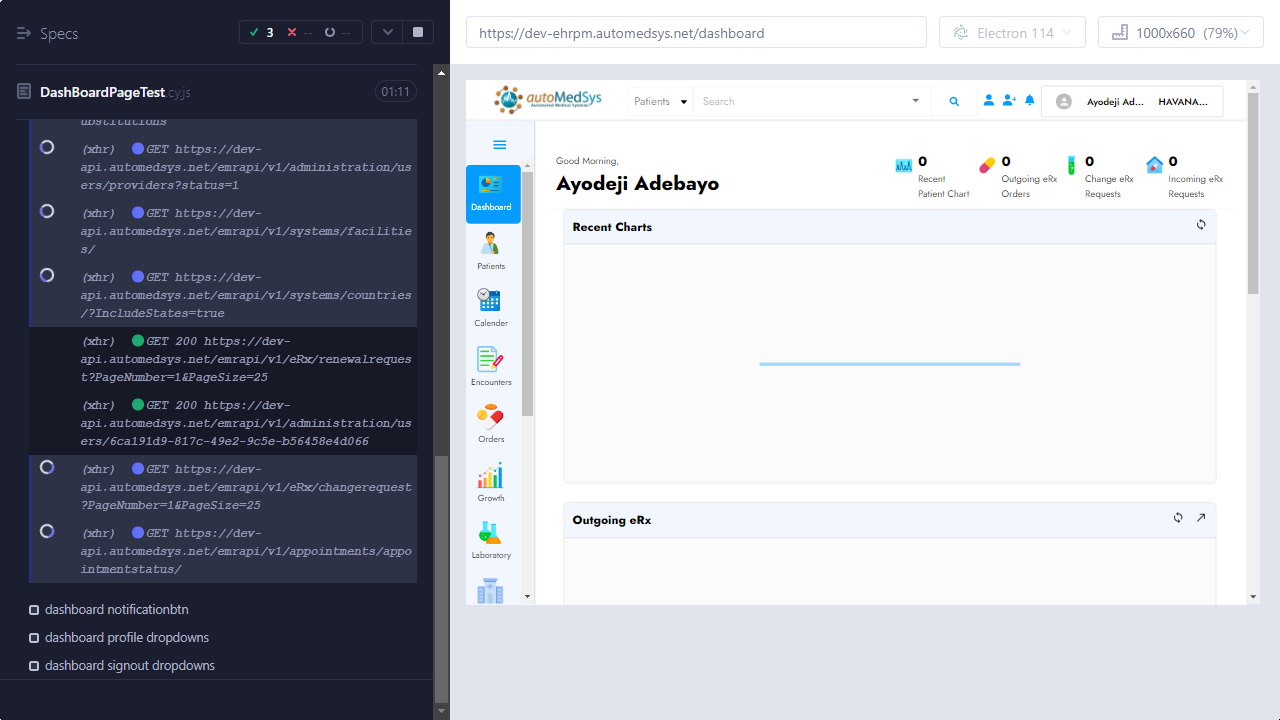 Specs
3
--
--
DashBoardPageTest.cy.js
01:11
ubstitutions
(xhr) GET https://dev-
api.automedsys.net/emrapi/v1/administration/us
ers/providers?status=1
(xhr) GET https://dev-
api.automedsys.net/emrapi/v1/systems/facilitie
s/
(xhr) GET https://dev-
api.automedsys.net/emrapi/v1/systems/countries
/?IncludeStates=true
(xhr) GET 200 https://dev-
api.automedsys.net/emrapi/v1/eRx/renewalreques
t?PageNumber=1&PageSize=25
(xhr) GET 200 https://dev-
api.automedsys.net/emrapi/v1/administration/us
ers/6ca191d9-817c-49e2-9c5e-b56458e4d066
(xhr) GET https://dev-
api.automedsys.net/emrapi/v1/eRx/changerequest
?PageNumber=1&PageSize=25
(xhr) GET https://dev-
api.automedsys.net/emrapi/v1/appointments/appo
intmentstatus/
dashboard notificationbtn
dashboard profile dropdowns
dashboard signout dropdowns
https://dev-ehrpm.automedsys.net/dashboard
Electron 114
1000x660 (79%)
autoMedSys
Automated Medical Systems
Patients
Search
Ayodeji Ad...
HAVANA...
Good Morning,
Ayodeji Adebayo
0
Recent
Patient Chart
0
Outgoing eRx
Orders
0
Change eRx
Requests
0
Incoming eRx
Requests
Dashboard
Patients
Calender
Encounters
Orders
Growth
Laboratory
Recent Charts
Outgoing eRx